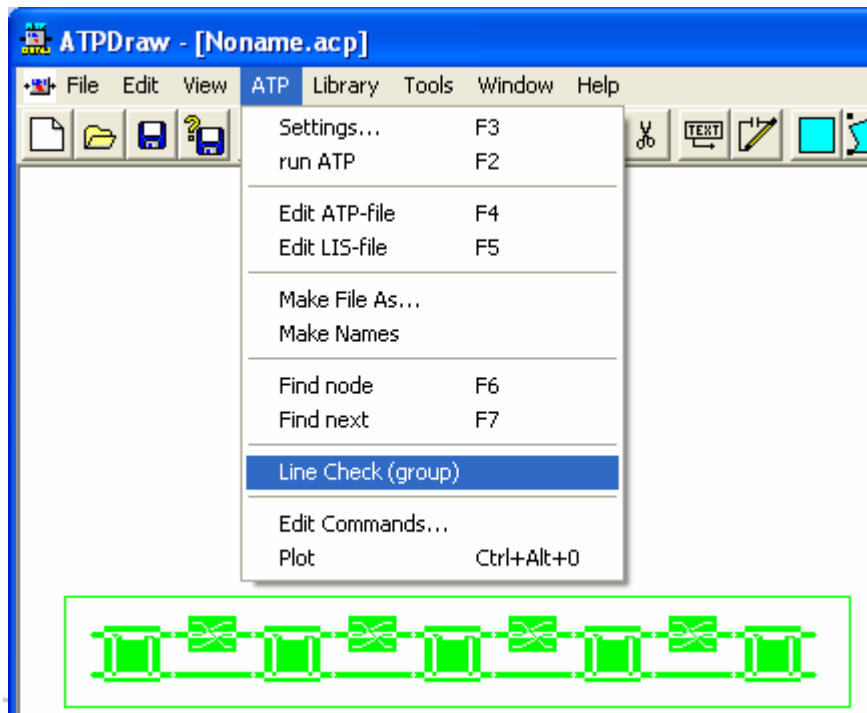 ATPDraw - [Noname.acp]
File Edit View ATP Library Tools Window Help
TEXT
Settings... F3
run ATP F2
Edit ATP-file F4
Edit LIS-file F5
Make File As...
Make Names
Find node F6
Find next F7
Line Check (group)
Edit Commands...
Plot Ctrl+Alt+0